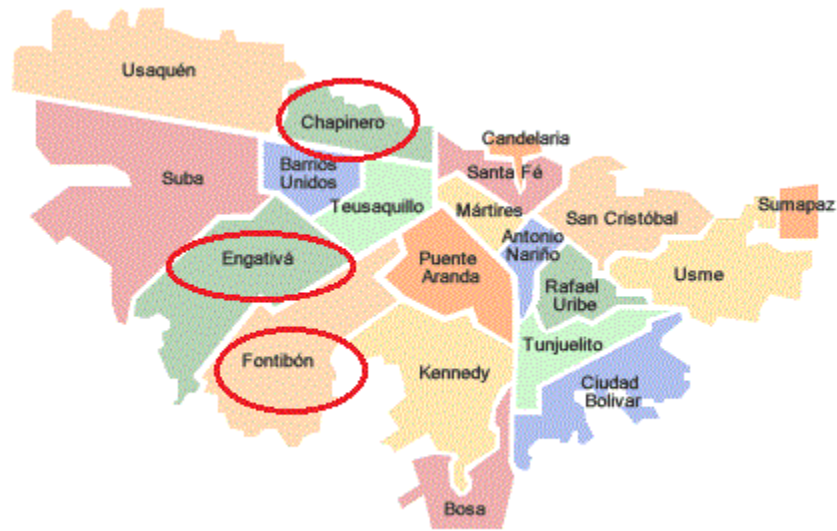 Usaquén
Chapinero
Candelaria
Santa Fé
Suba
Barrios
Unidos
Teusaquillo
Mártires
San Cristóbal
Sumapaz
Antonio
Nariño
Engativá
Puente
Aranda
Rafael
Uribe
Usme
Fontibón
Kennedy
Tunjuelito
Ciudad
Bolivar
Bosa